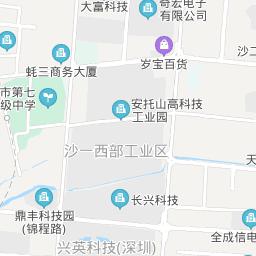 大富科技
奇宏电子
有限公司
沙二
蚝三商务大厦
岁宝百货
市第七
级中学
安托山高科技
工业园
沙一西部工业区
天
长兴科技
鼎丰科技园
(锦程路)
全成信电
兴英科技(深圳)